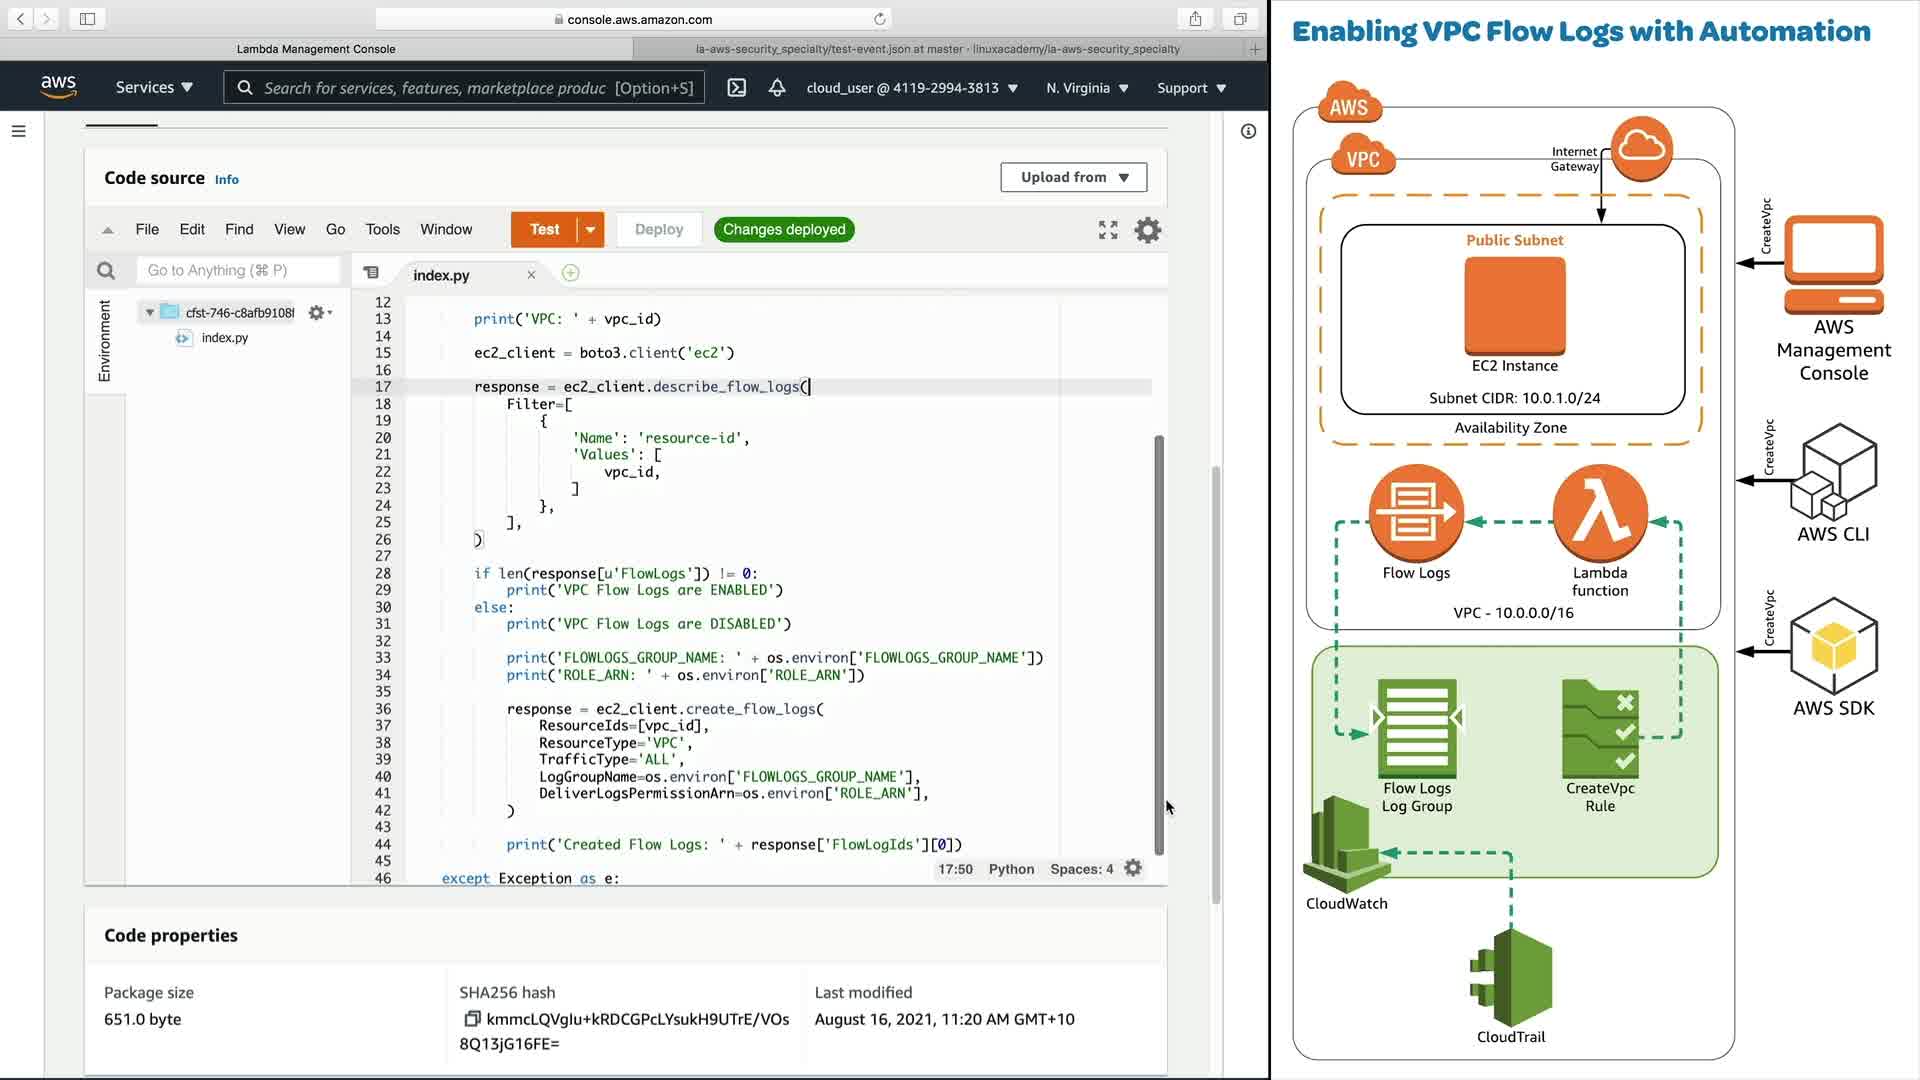 console.aws.amazon.com
Lambda Management Console
la-aws-security_specialty/test-event.json at master · linuxacademy/la-aws-security_specialty
aws
Services
Search for services, features, marketplace produc
[Option+S]
cloud_user @ 4119-2994-3813
N. Virginia
Support
Code source
Info
Upload from
File
Edit
Find
View
Go
Tools
Window
Test
Deploy
Changes deployed
Go to Anything (⌘ P)
index.py
Environment
cfst-746-c8afb9108f
index.py
12
13 print('VPC: ' + vpc_id)
14
15 ec2_client = boto3.client('ec2')
16
17 response = ec2_client.describe_flow_logs(
18 Filter=[
19 {
20 'Name': 'resource-id',
21 'Values': [
22 vpc_id,
23 ]
24 },
25 ],
26 )
27
28 if len(response[u'FlowLogs']) != 0:
29 print('VPC Flow Logs are ENABLED')
30 else:
31 print('VPC Flow Logs are DISABLED')
32
33 print('FLOWLOGS_GROUP_NAME: ' + os.environ['FLOWLOGS_GROUP_NAME'])
34 print('ROLE_ARN: ' + os.environ['ROLE_ARN'])
35
36 response = ec2_client.create_flow_logs(
37 ResourceIds=[vpc_id],
38 ResourceType='VPC',
39 TrafficType='ALL',
40 LogGroupName=os.environ['FLOWLOGS_GROUP_NAME'],
41 DeliverLogsPermissionArn=os.environ['ROLE_ARN'],
42 )
43
44 print('Created Flow Logs: ' + response['FlowLogIds'][0])
45
46 except Exception as e:
17:50
Python
Spaces: 4
Code properties
Package size
651.0 byte
SHA256 hash
kmmcLQVglu+kRDCGPcLYsukH9UTrE/VOs
8Q13jG16FE=
Last modified
August 16, 2021, 11:20 AM GMT+10
Enabling VPC Flow Logs with Automation
AWS
VPC
Internet
Gateway
Public Subnet
EC2 Instance
Subnet CIDR: 10.0.1.0/24
Availability Zone
Flow Logs
Lambda
function
VPC - 10.0.0.0/16
Flow Logs
Log Group
CreateVpc
Rule
CloudWatch
CloudTrail
CreateVpc
AWS
Management
Console
CreateVpc
AWS CLI
CreateVpc
AWS SDK